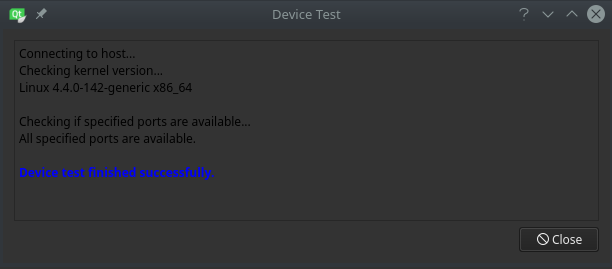 Qt
Device Test
Connecting to host...
Checking kernel version...
Linux 4.4.0-142-generic x86_64
Checking if specified ports are available...
All specified ports are available.
Device test finished successfully.
Close